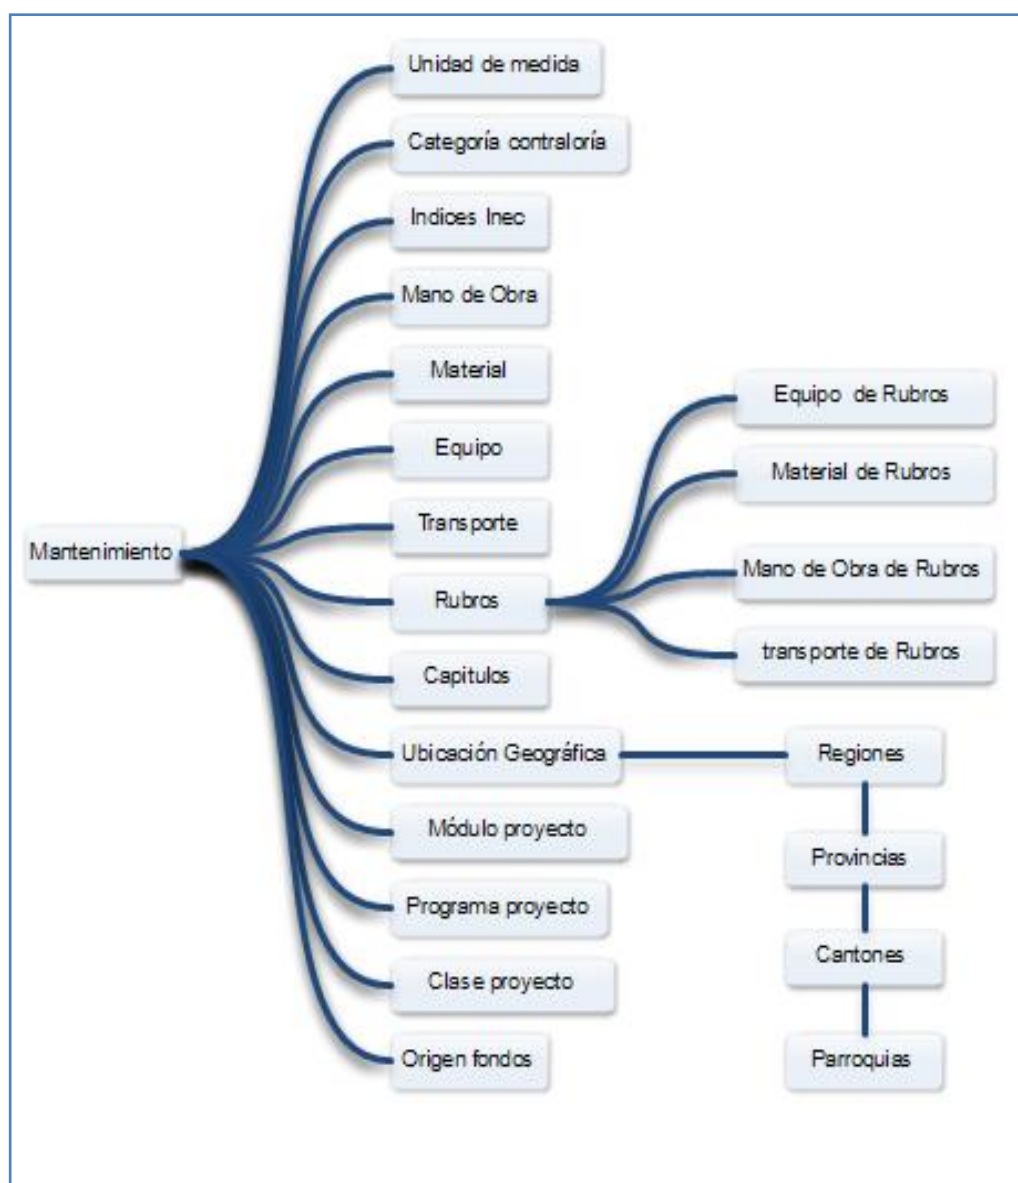 Unidad de medida
Categoría contraloría
Indices Inec
Mano de Obra
Material
Equipo
Transporte
Mantenimiento
Rubros
Capitulos
Ubicación Geográfica
Módulo proyecto
Programa proyecto
Clase proyecto
Origen fondos
Equipo de Rubros
Material de Rubros
Mano de Obra de Rubros
transporte de Rubros
Regiones
Provincias
Cantones
Parroquias